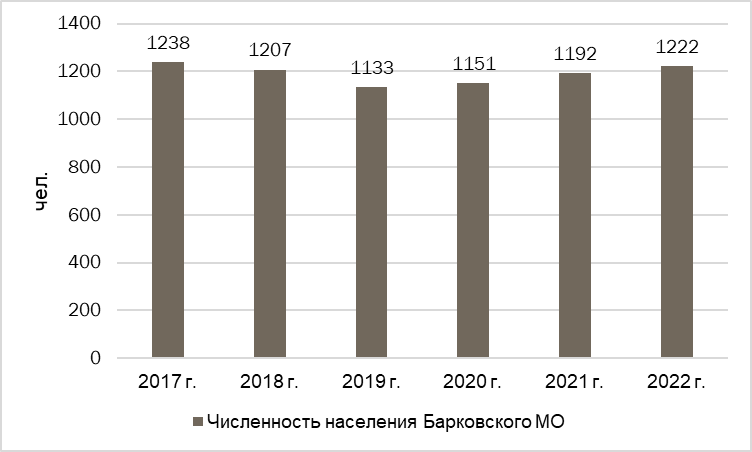 1400
1238
1207
1133
1151
1192
1222
1200
1000
800
600
400
200
0
чел.
2017 г.
2018 г.
2019 г.
2020 г.
2021 г.
2022 г.
Численность населения Барковского МО